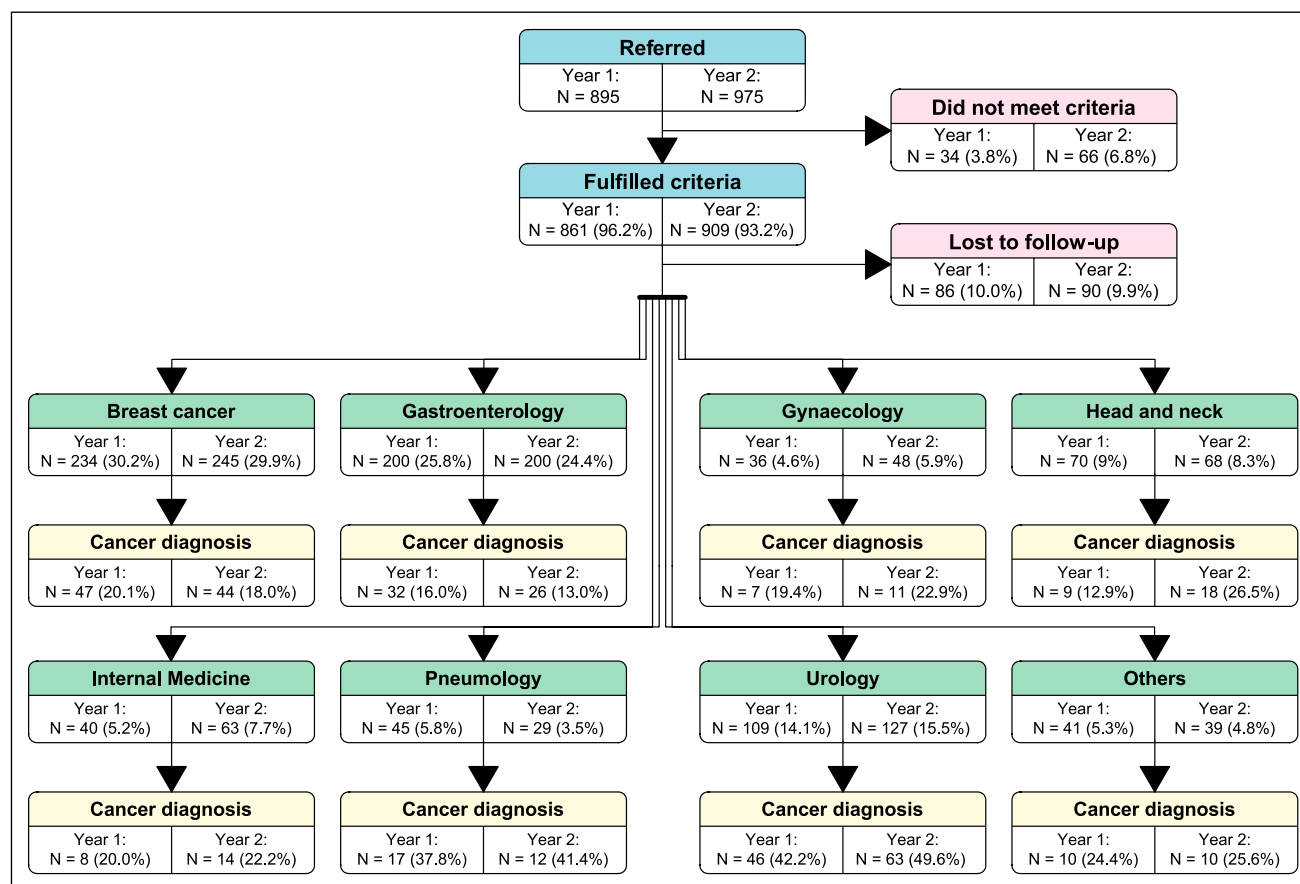 Referred
Year 1:
N = 895
Year 2:
N = 975
Did not meet criteria
Year 1:
N = 34 (3.8%)
Year 2:
N = 66 (6.8%)
Fulfilled criteria
Year 1:
N = 861 (96.2%)
Year 2:
N = 909 (93.2%)
Lost to follow-up
Year 1:
N = 86 (10.0%)
Year 2:
N = 90 (9.9%)
Breast cancer
Year 1:
N = 234 (30.2%)
Year 2:
N = 245 (29.9%)
Gastroenterology
Year 1:
N = 200 (25.8%)
Year 2:
N = 200 (24.4%)
Gynaecology
Year 1:
N = 36 (4.6%)
Year 2:
N = 48 (5.9%)
Head and neck
Year 1:
N = 70 (9%)
Year 2:
N = 68 (8.3%)
Cancer diagnosis
Year 1:
N = 47 (20.1%)
Year 2:
N = 44 (18.0%)
Cancer diagnosis
Year 1:
N = 32 (16.0%)
Year 2:
N = 26 (13.0%)
Cancer diagnosis
Year 1:
N = 7 (19.4%)
Year 2:
N = 11 (22.9%)
Cancer diagnosis
Year 1:
N = 9 (12.9%)
Year 2:
N = 18 (26.5%)
Internal Medicine
Year 1:
N = 40 (5.2%)
Year 2:
N = 63 (7.7%)
Pneumology
Year 1:
N = 45 (5.8%)
Year 2:
N = 29 (3.5%)
Urology
Year 1:
N = 109 (14.1%)
Year 2:
N = 127 (15.5%)
Others
Year 1:
N = 41 (5.3%)
Year 2:
N = 39 (4.8%)
Cancer diagnosis
Year 1:
N = 8 (20.0%)
Year 2:
N = 14 (22.2%)
Cancer diagnosis
Year 1:
N = 17 (37.8%)
Year 2:
N = 12 (41.4%)
Cancer diagnosis
Year 1:
N = 46 (42.2%)
Year 2:
N = 63 (49.6%)
Cancer diagnosis
Year 1:
N = 10 (24.4%)
Year 2:
N = 10 (25.6%)